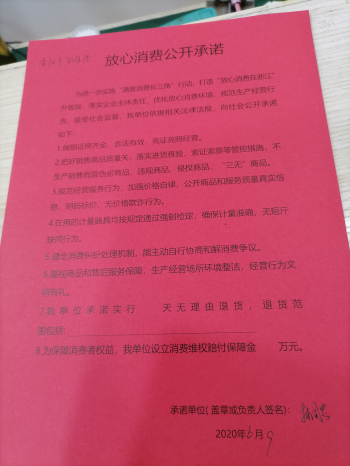 放心消费公开承诺
为进一步实施"满意消费长三角"行动，打造"放心消费在浙江"
升级版，落实企业主体责任，优化放心消费环境，规范生产经营行
为，接受社会监督，我单位依据相关法律法规，向社会公开承诺
如下：
1.做到证照齐全，合法有效，亮证亮照经营。
2.把好销售商品质量关，落实进货查验、索证索票等管控措施，不
生产销售假冒伪劣商品、违规商品、侵权商品、"三无"商品。
3.规范经营服务行为，加强价格自律，公开商品和服务质量真实信
息，明码标价，无价格欺诈行为。
4.在用的计量器具均按规定通过强制检定，确保计量准确，无短斤
缺两行为。
5.建全消费纠纷处理机制，能主动自行协商和解消费争议。
6.重视商品和售后服务保障，生产经营场所环境整洁，经营行为文
明有礼。
7.我单位承诺实行 天无理由退货，退货范
围包括：
8.为保障消费者权益，我单位设立消费维权赔付保障金 万元。
承诺单位(盖章或负责人签名)：
2020年6月9